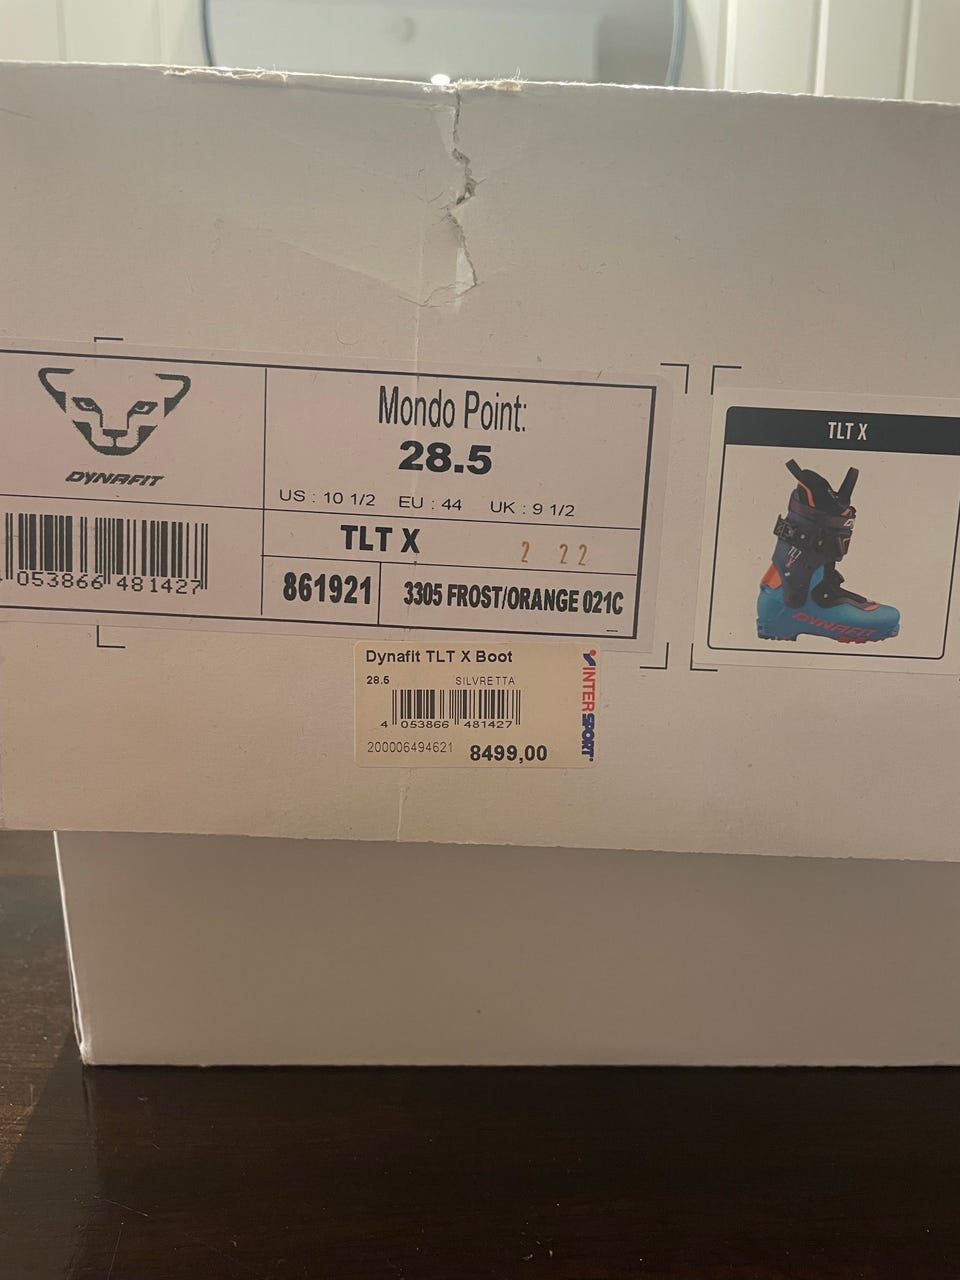 Mondo Point:
28.5
DYNAFIT
US : 10 1/2 EU : 44 UK : 9 1/2
TLT X
2 22
053866 481427
861921
3305 FROST/ORANGE 021C
TLT X
DYNAFIT
Dynafit TLT X Boot
28.5 SILVRETTA
4 053866 481427
200006494621 8499,00
INTERSPORT